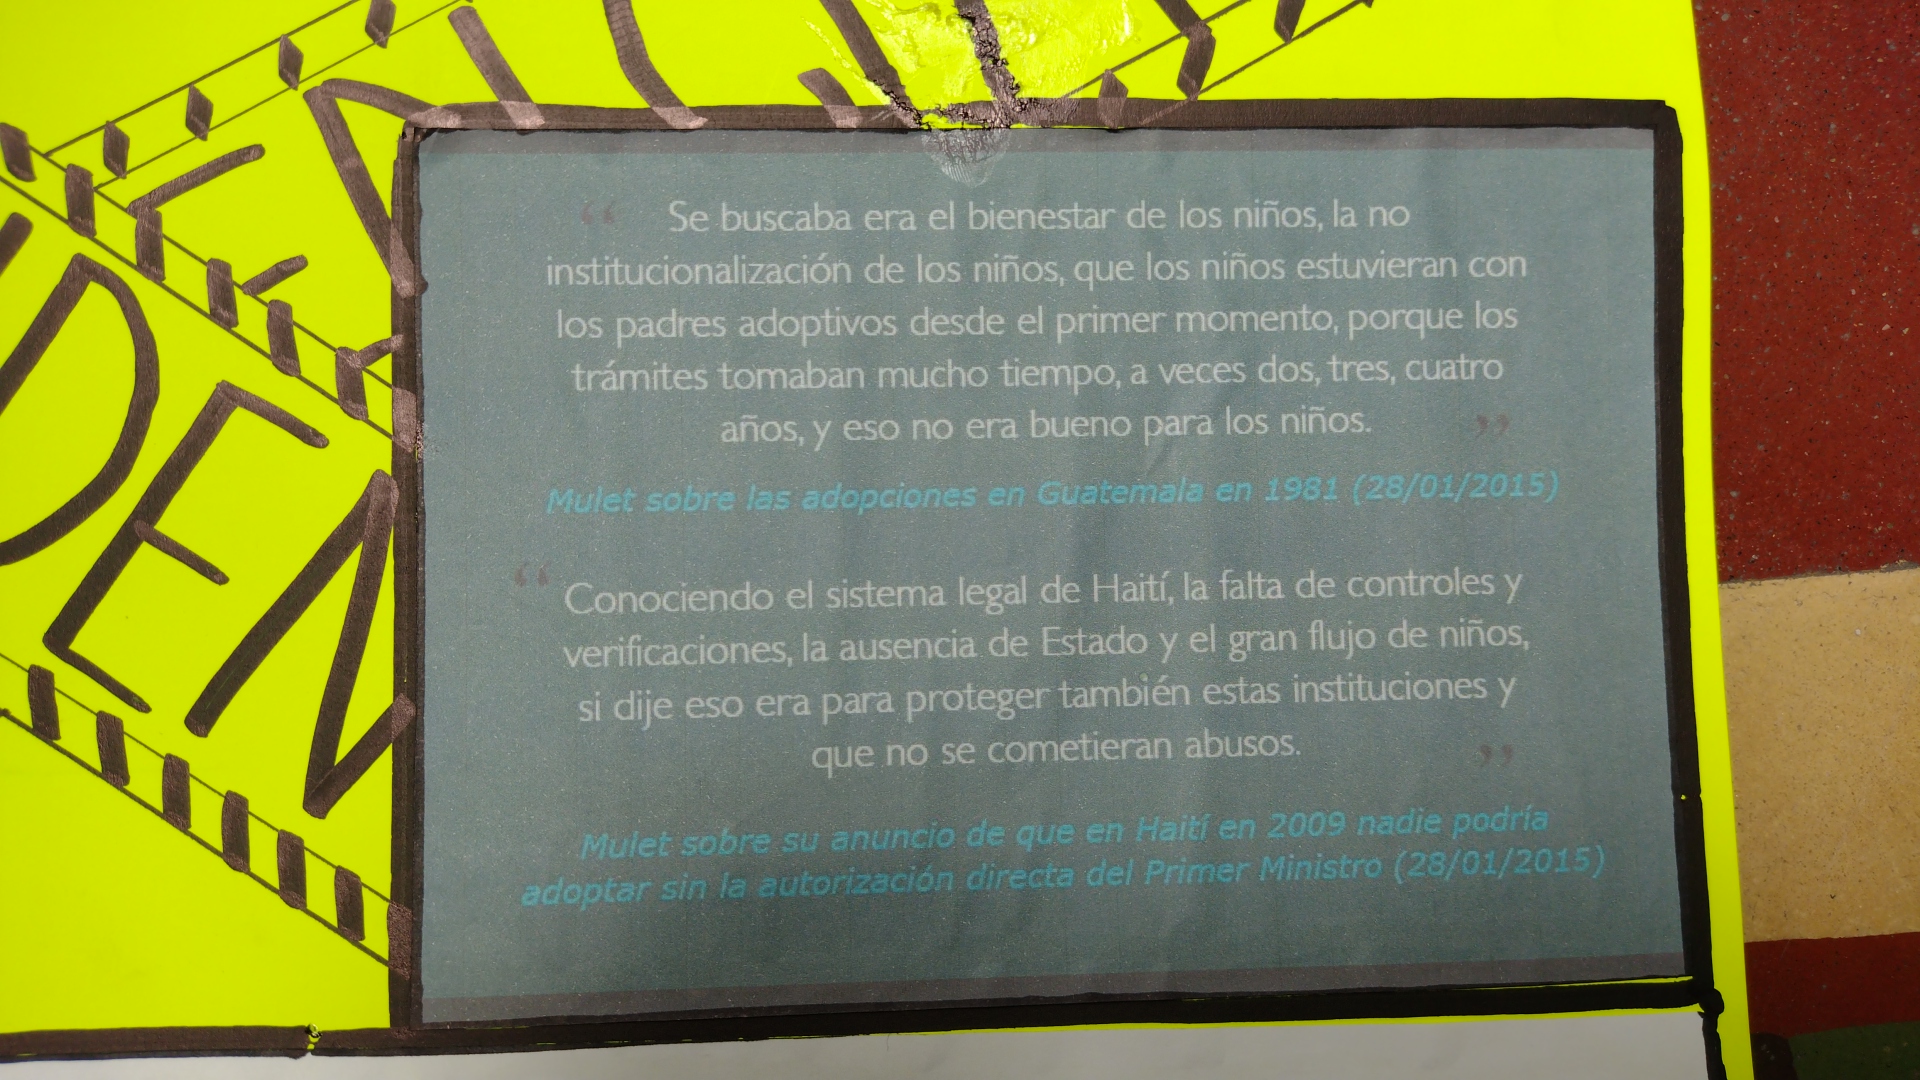 DEN
“ Se buscaba era el bienestar de los niños, la no
institucionalización de los niños, que los niños estuvieran con
los padres adoptivos desde el primer momento, porque los
trámites tomaban mucho tiempo, a veces dos, tres, cuatro
años, y eso no era bueno para los niños. ”
Mulet sobre las adopciones en Guatemala en 1981 (28/01/2015)
“ Conociendo el sistema legal de Haití, la falta de controles y
verificaciones, la ausencia de Estado y el gran flujo de niños,
si dije eso era para proteger también estas instituciones y
que no se cometieran abusos. ”
Mulet sobre su anuncio de que en Haití en 2009 nadie podría
adoptar sin la autorización directa del Primer Ministro (28/01/2015)